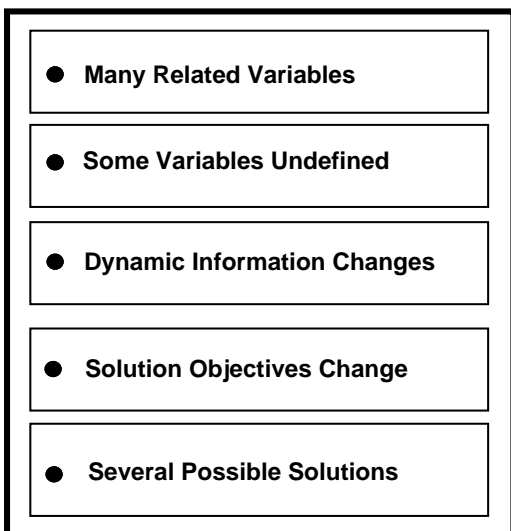 ● Many Related Variables
● Some Variables Undefined
● Dynamic Information Changes
● Solution Objectives Change
● Several Possible Solutions